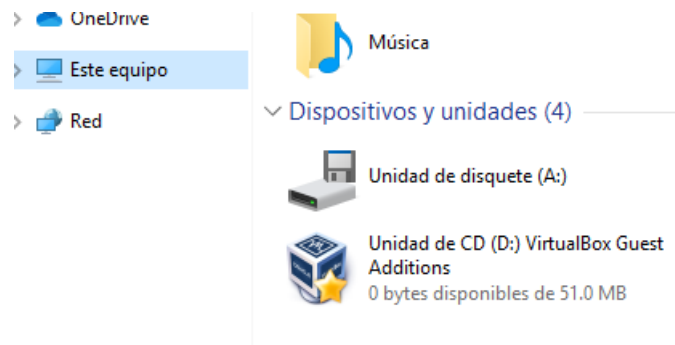 OneDrive
Este equipo
Red
Música
Dispositivos y unidades (4)
Unidad de disquete (A:)
Unidad de CD (D:) VirtualBox Guest
Additions
0 bytes disponibles de 51.0 MB